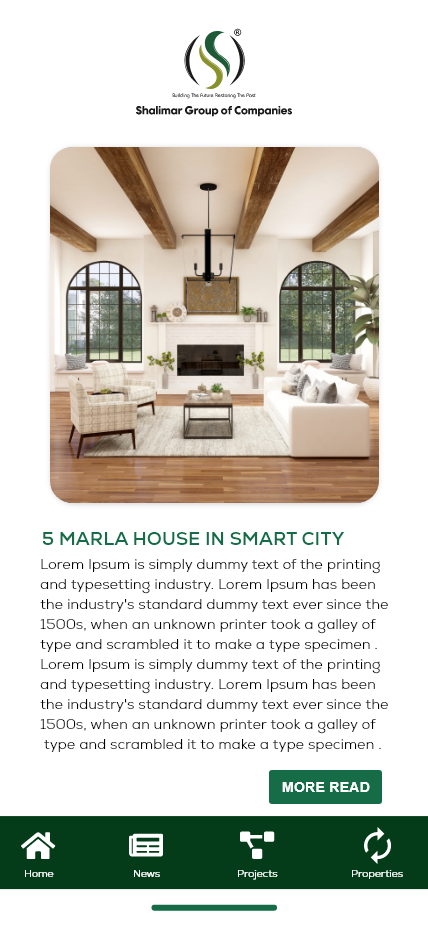 ®
Building The Future Restoring The Past
Shalimar Group of Companies
5 MARLA HOUSE IN SMART CITY
Lorem Ipsum is simply dummy text of the printing
and typesetting industry. Lorem Ipsum has been
the industry's standard dummy text ever since the
1500s, when an unknown printer took a galley of
type and scrambled it to make a type specimen .
Lorem Ipsum is simply dummy text of the printing
and typesetting industry. Lorem Ipsum has been
the industry's standard dummy text ever since the
1500s, when an unknown printer took a galley of
type and scrambled it to make a type specimen .
MORE READ
Home News Projects Properties